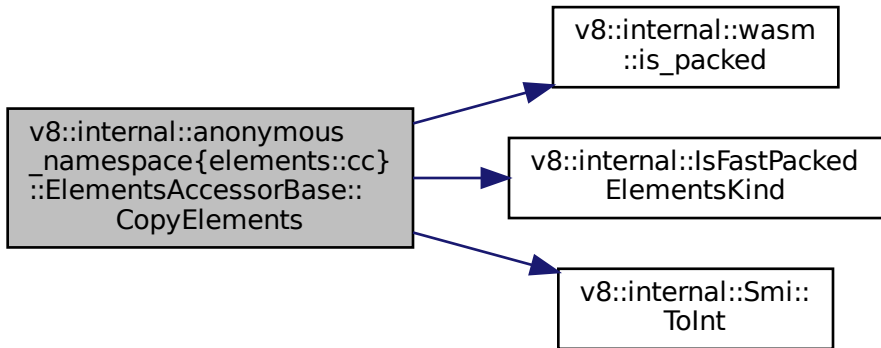 v8::internal::anonymous
_namespace{elements::cc}
::ElementsAccessorBase::
CopyElements
v8::internal::wasm
::is_packed
v8::internal::IsFastPacked
ElementsKind
v8::internal::Smi::
ToInt